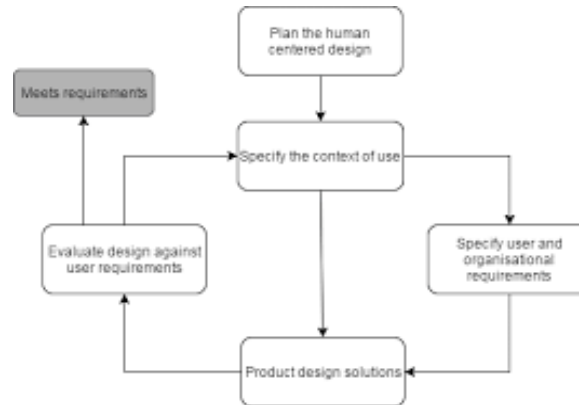 Plan the human
centered design
Meets requirements
Specify the context of use
Evaluate design against
user requirements
Specify user and
organisational
requirements
Product design solutions